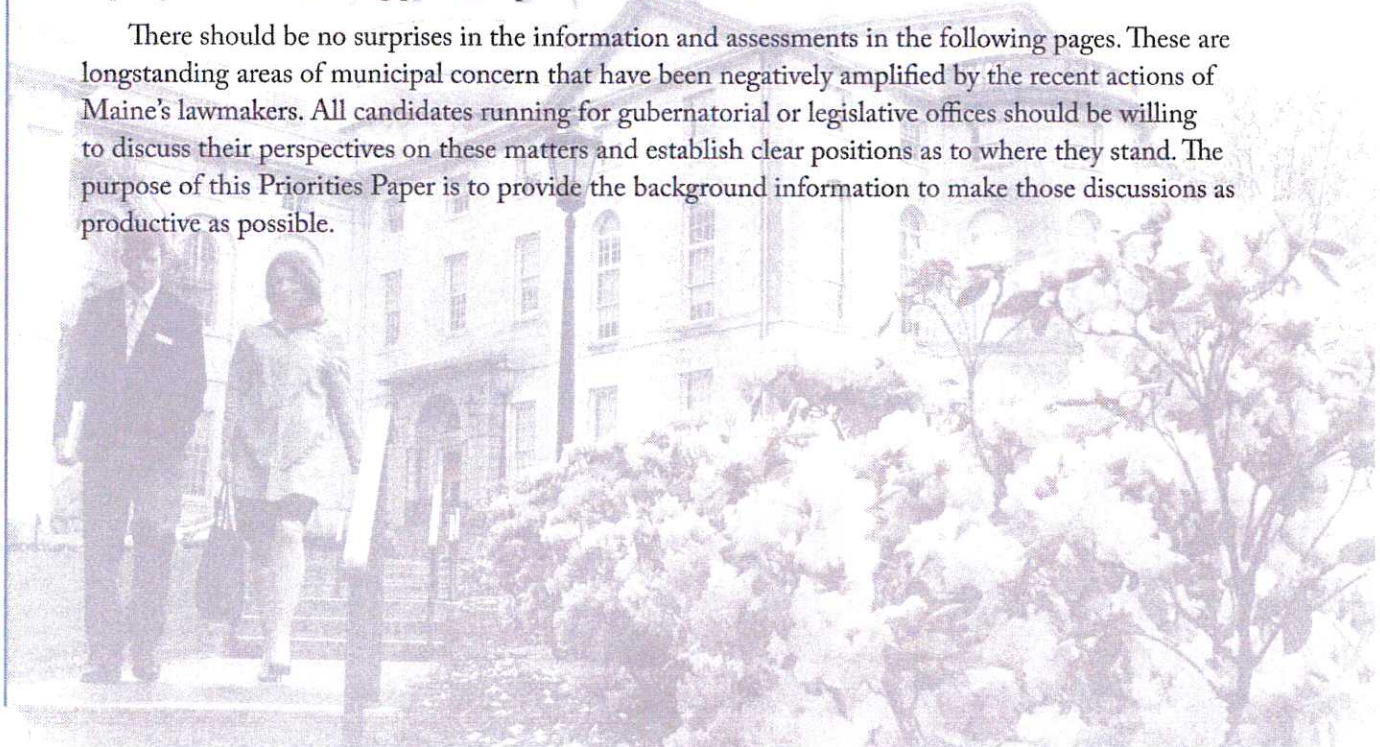 There should be no surprises in the information and assessments in the following pages. These are
longstanding areas of municipal concern that have been negatively amplified by the recent actions of
Maine's lawmakers. All candidates running for gubernatorial or legislative offices should be willing
to discuss their perspectives on these matters and establish clear positions as to where they stand. The
purpose of this Priorities Paper is to provide the background information to make those discussions as
productive as possible.